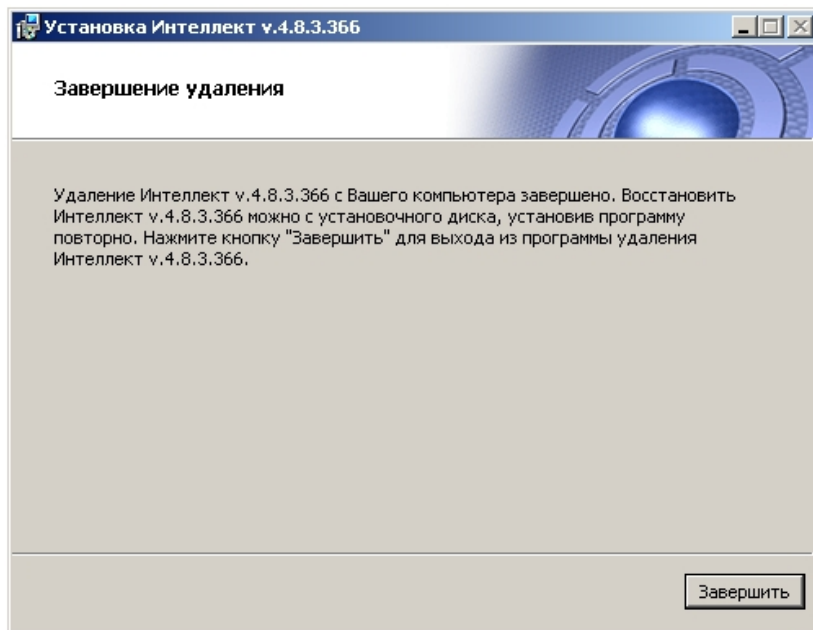 Установка Интеллект v.4.8.3.366
Завершение удаления
Удаление Интеллект v.4.8.3.366 с Вашего компьютера завершено. Восстановить
Интеллект v.4.8.3.366 можно с установочного диска, установив программу
повторно. Нажмите кнопку "Завершить" для выхода из программы удаления
Интеллект v.4.8.3.366.
Завершить